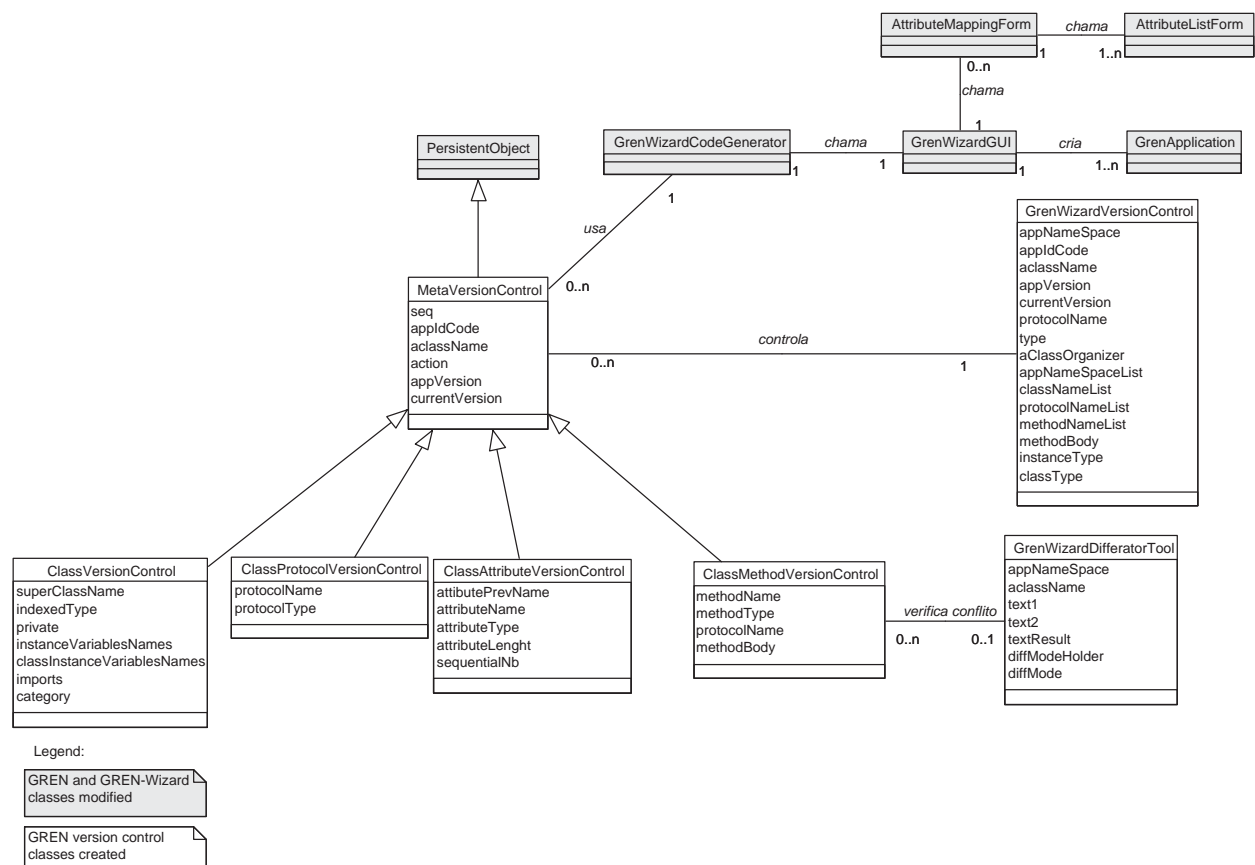 AttributeMappingForm
chama
AttributeListForm
1
1..n
0..n
chama
1
PersistentObject
GrenWizardCodeGenerator
chama
GrenWizardGUI
cria
GrenApplication
1
1
1
1..n
1
usa
0..n
GrenWizardVersionControl
appNameSpace
appIdCode
aclassName
appVersion
currentVersion
protocolName
type
aClassOrganizer
appNameSpaceList
classNameList
protocolNameList
methodNameList
methodBody
instanceType
classType
MetaVersionControl
seq
appIdCode
aclassName
action
appVersion
currentVersion
controla
0..n
1
ClassVersionControl
superClassName
indexedType
private
instanceVariablesNames
classInstanceVariablesNames
imports
category
ClassProtocolVersionControl
protocolName
protocolType
ClassAttributeVersionControl
attibutePrevName
attributeName
attributeType
attributeLenght
sequentialNb
ClassMethodVersionControl
methodName
methodType
protocolName
methodBody
verifica conflito
0..n
0..1
GrenWizardDifferatorTool
appNameSpace
aclassName
text1
text2
textResult
diffModeHolder
diffMode
Legend:
GREN and GREN-Wizard
classes modified
GREN version control
classes created